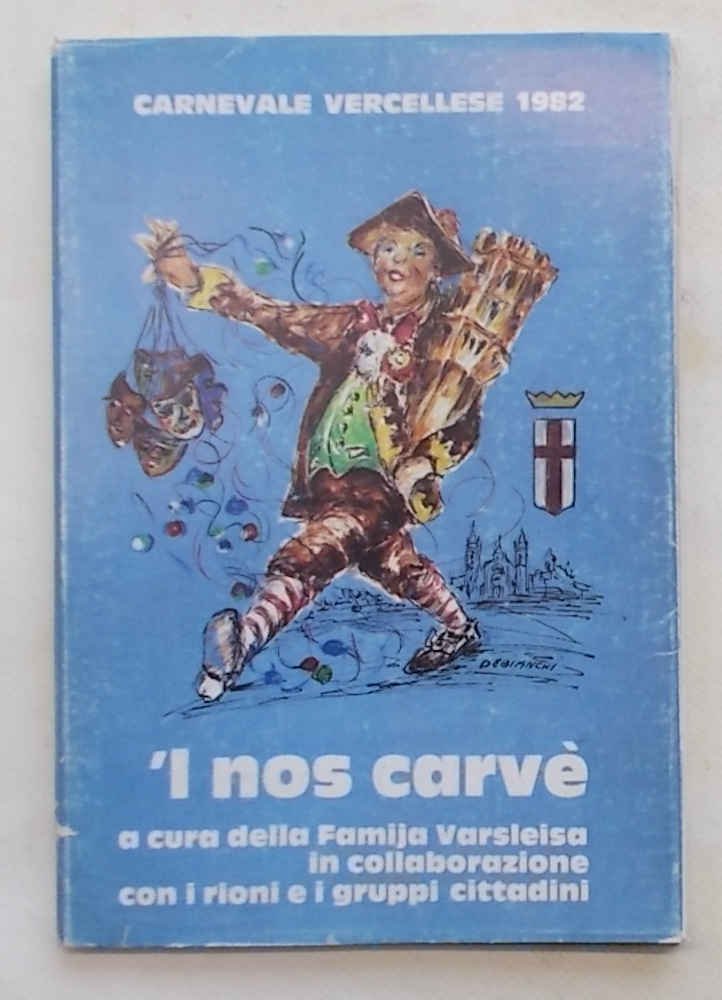 CARNEVALE VERCELLESE 1982
DEBIANCHI
'l nos carvè
a cura della Famija Varsleisa
in collaborazione
con i rioni e i gruppi cittadini